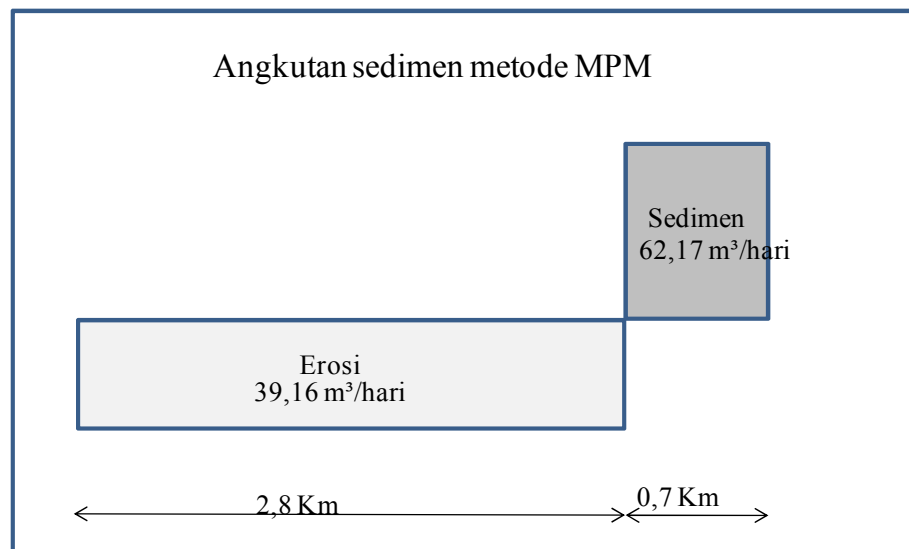 Angkutan sedimen metode MPM
Sedimen
62,17 m³/hari
Erosi
39,16 m³/hari
2,8 Km
0,7 Km